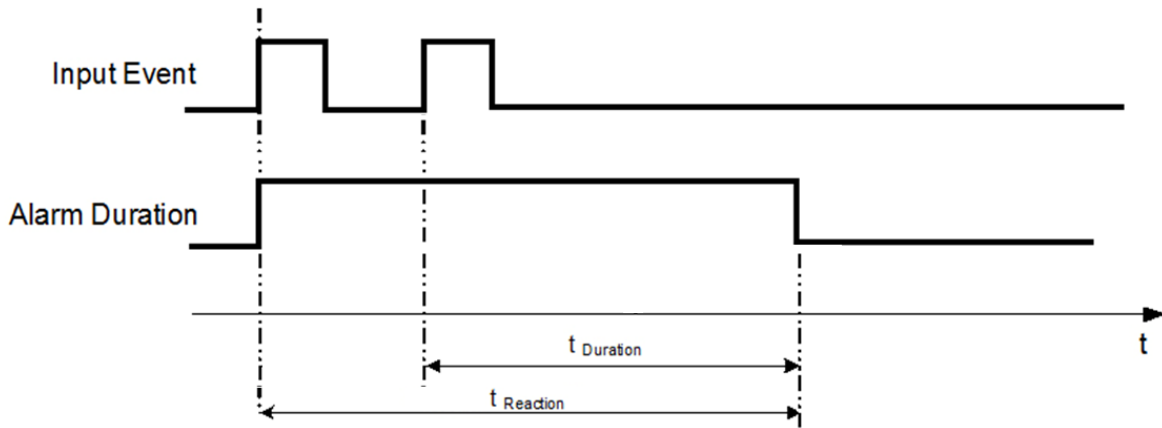 Input Event
Alarm Duration
t
t Duration
t Reaction